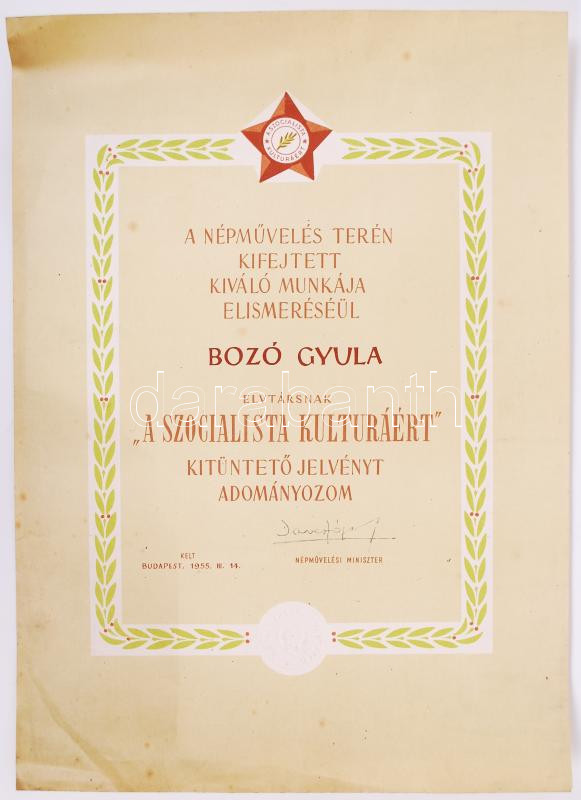 A SZOCIALISTA
KULTURÁÉRT
A NÉPMŰVELÉS TERÉN
KIFEJTETT
KIVÁLÓ MUNKÁJA
ELISMERÉSÉÜL
BOZÓ GYULA
ELVTÁRSNAK
darabanth
„A SZOCIALISTA KULTURÁÉRT"
KITÜNTETŐ JELVÉNYT
ADOMÁNYOZOM
KELT
BUDAPEST, 1955. III. 14.
NÉPMŰVELÉSI MINISZTER